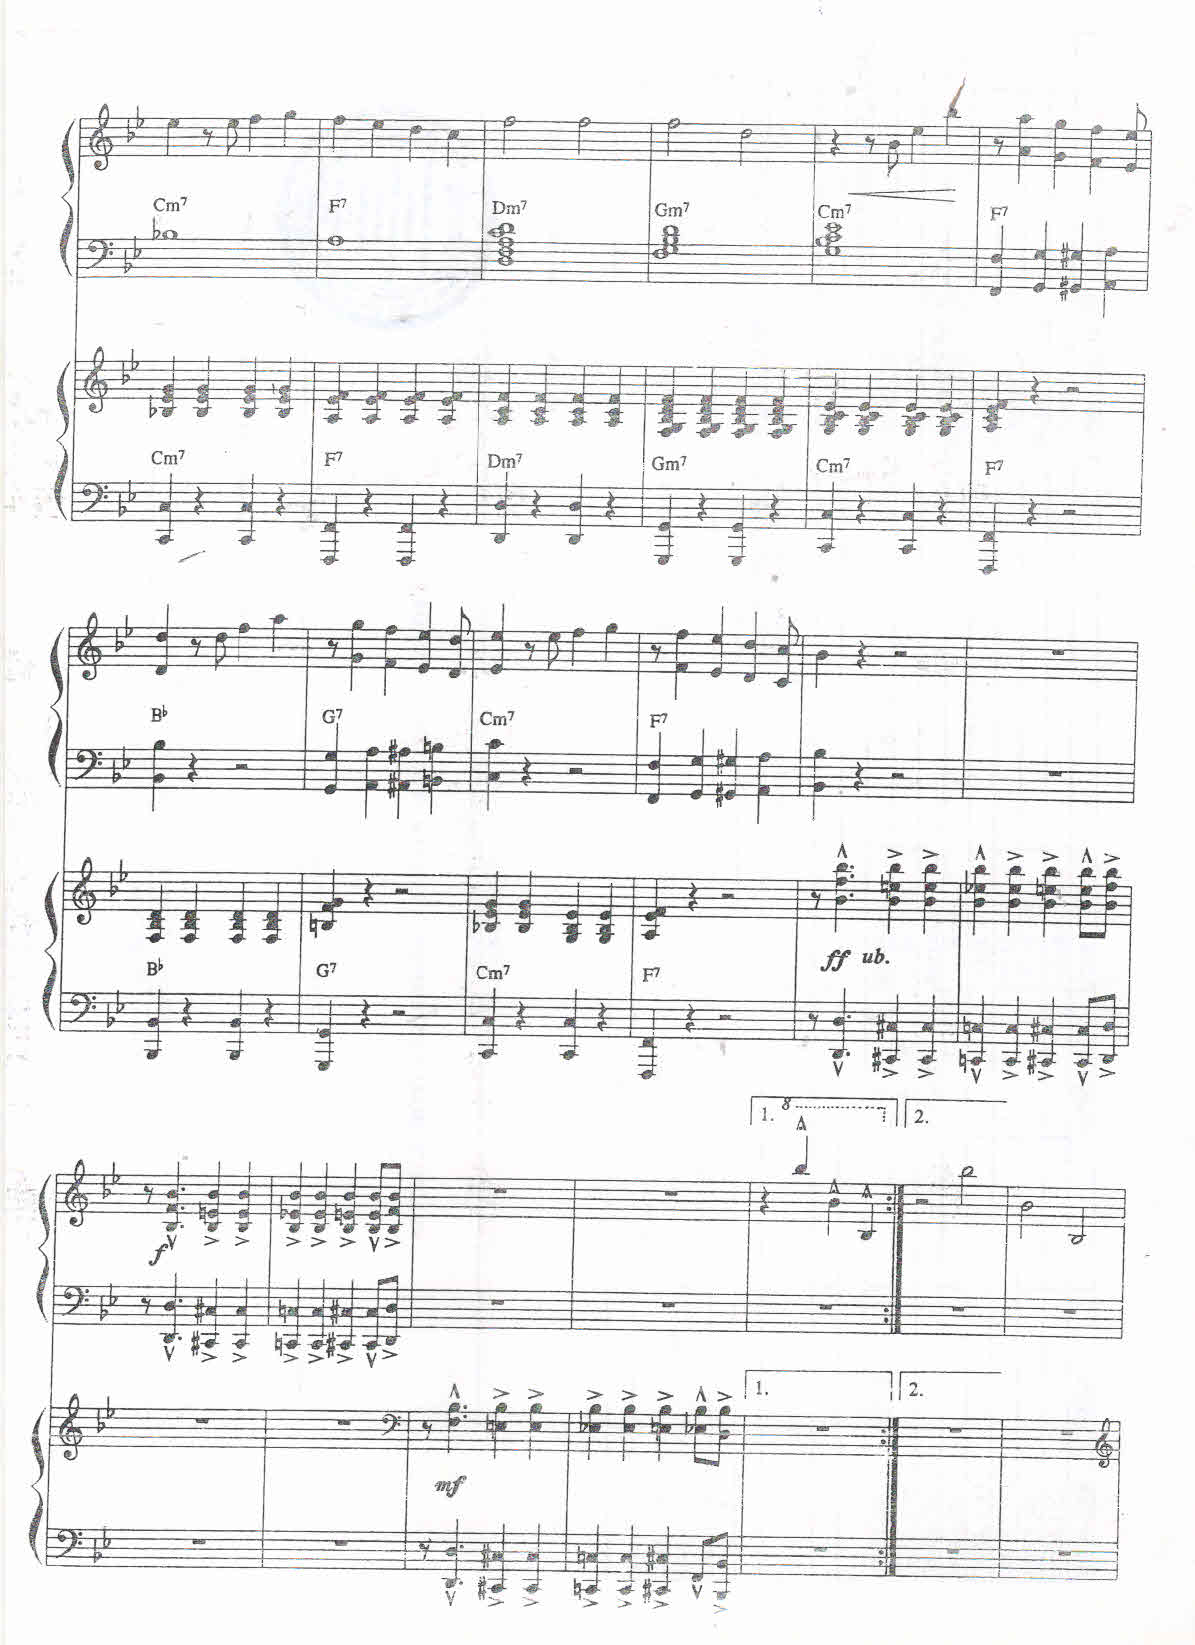 Cm7 F7 Dm7 Gm7 Cm7 F7
Cm7 F7 Dm7 Gm7 Cm7 F7
B♭ G7 Cm7 F7
ff ub.
B♭ G7 Cm7 F7
1. 8 2.
f
1. 2.
mf